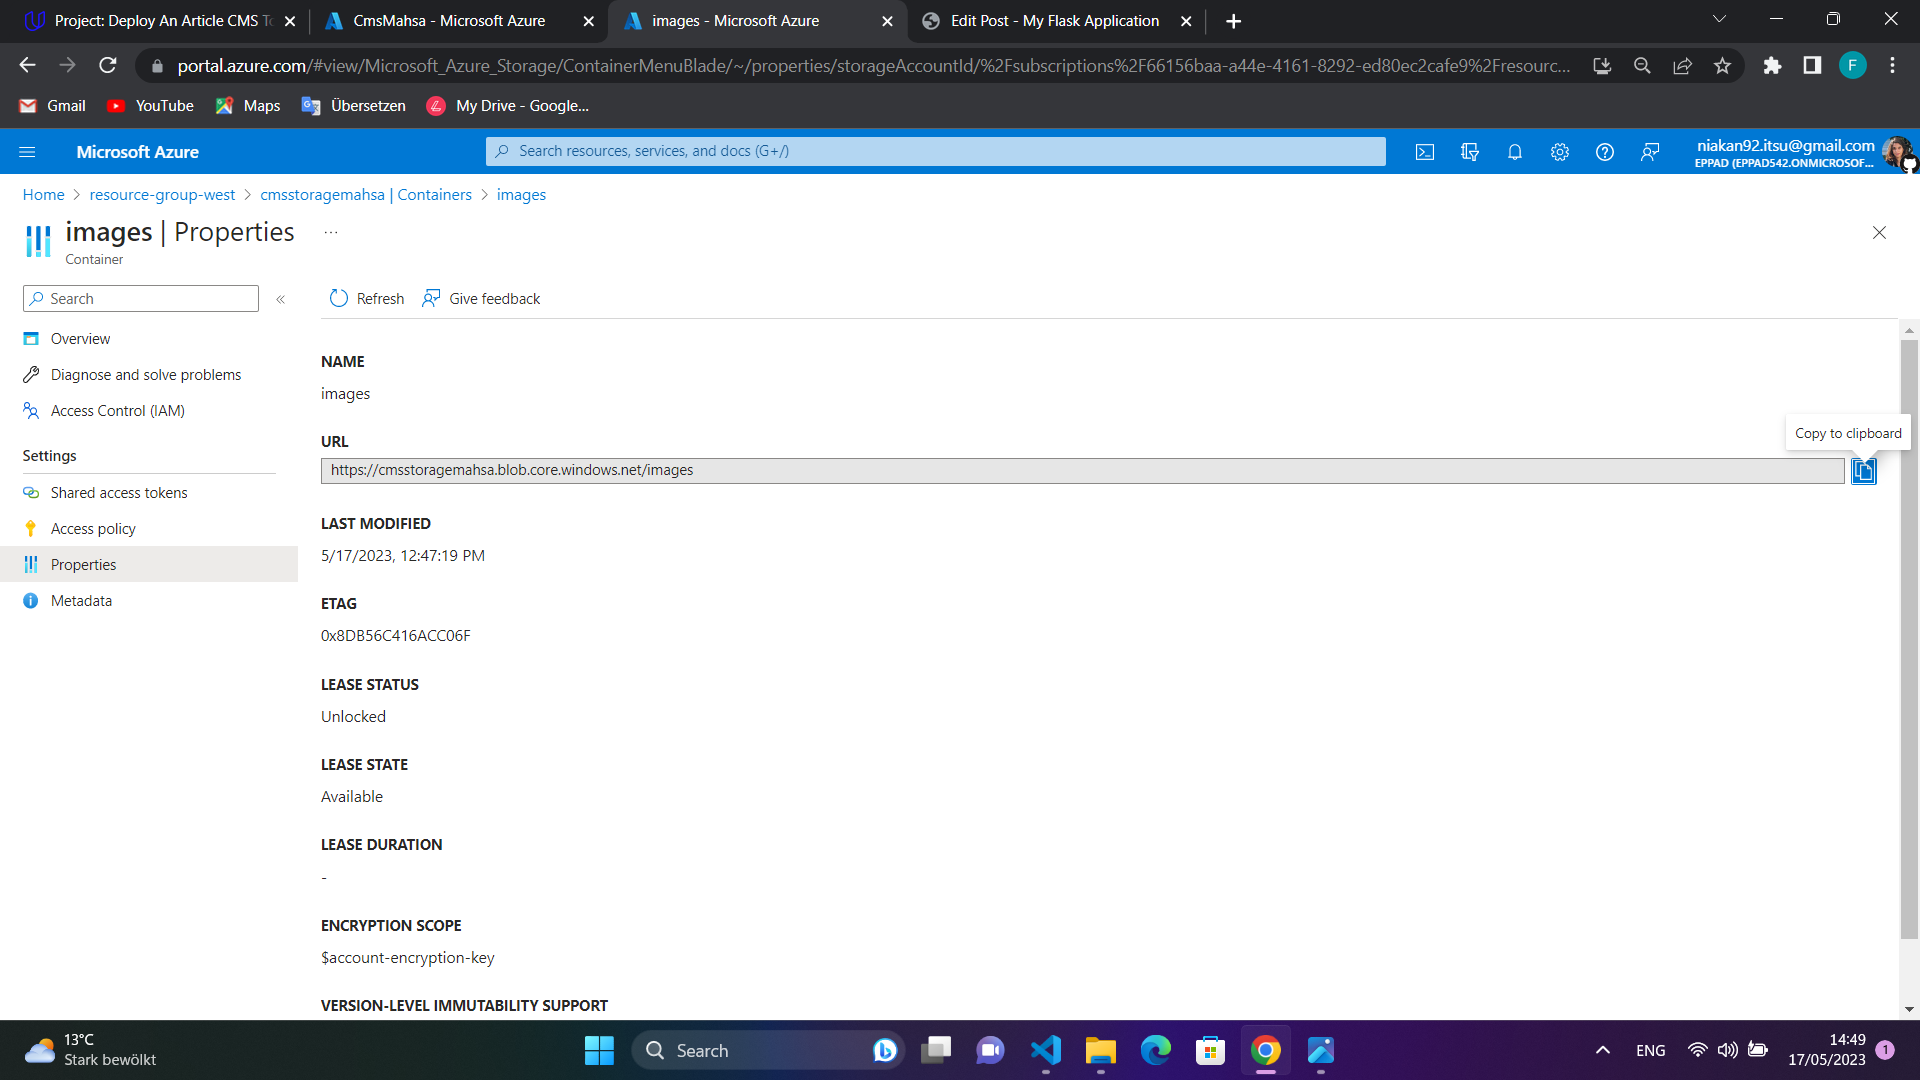 Project: Deploy An Article CMS To
CmsMahsa - Microsoft Azure
images - Microsoft Azure
Edit Post - My Flask Application
portal.azure.com/#view/Microsoft_Azure_Storage/ContainerMenuBlade/~/properties/storageAccountId/%2Fsubscriptions%2F66156baa-a44e-4161-8292-ed80ec2cafe9%2Fresourc...
F
Gmail
YouTube
Maps
Übersetzen
My Drive - Google...
Microsoft Azure
Search resources, services, and docs (G+/)
niakan92.itsu@gmail.com
EPPAD (EPPAD542.ONMICROSOF...
Home > resource-group-west > cmsstoragemahsa | Containers > images
images | Properties
...
Container
Search
«
Refresh
Give feedback
Overview
Diagnose and solve problems
Access Control (IAM)
Settings
Shared access tokens
Access policy
Properties
Metadata
NAME
images
URL
Copy to clipboard
https://cmsstoragemahsa.blob.core.windows.net/images
LAST MODIFIED
5/17/2023, 12:47:19 PM
ETAG
0x8DB56C416ACC06F
LEASE STATUS
Unlocked
LEASE STATE
Available
LEASE DURATION
-
ENCRYPTION SCOPE
$account-encryption-key
VERSION-LEVEL IMMUTABILITY SUPPORT
13°C
Stark bewölkt
Search
ENG
14:49
17/05/2023
1